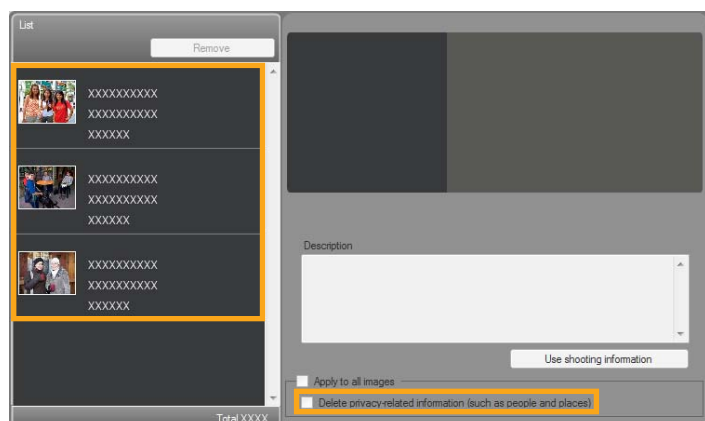 List
Remove
XXXXXXXXXX
XXXXXXXXXX
XXXXXX
XXXXXXXXXX
XXXXXXXXXX
XXXXXX
XXXXXXXXXX
XXXXXXXXXX
XXXXXX
Total XXXX
Description
Use shooting information
Apply to all images
Delete privacy-related information (such as people and places)